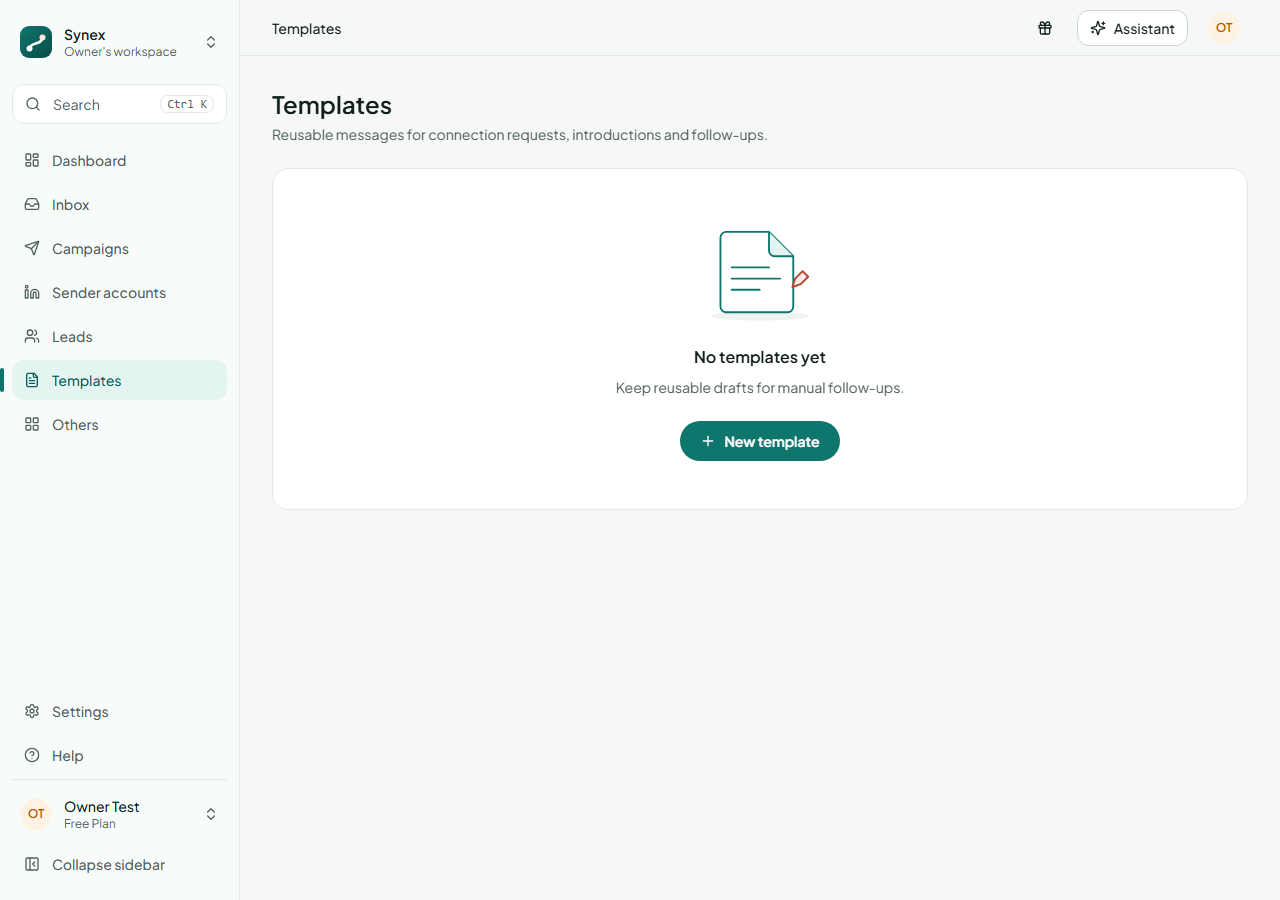 Synex
Owner's workspace
Search
Ctrl K
Dashboard
Inbox
Campaigns
Sender accounts
Leads
Templates
Others
Settings
Help
OT
Owner Test
Free Plan
Collapse sidebar
Templates
Assistant
OT
Templates
Reusable messages for connection requests, introductions and follow-ups.
No templates yet
Keep reusable drafts for manual follow-ups.
New template